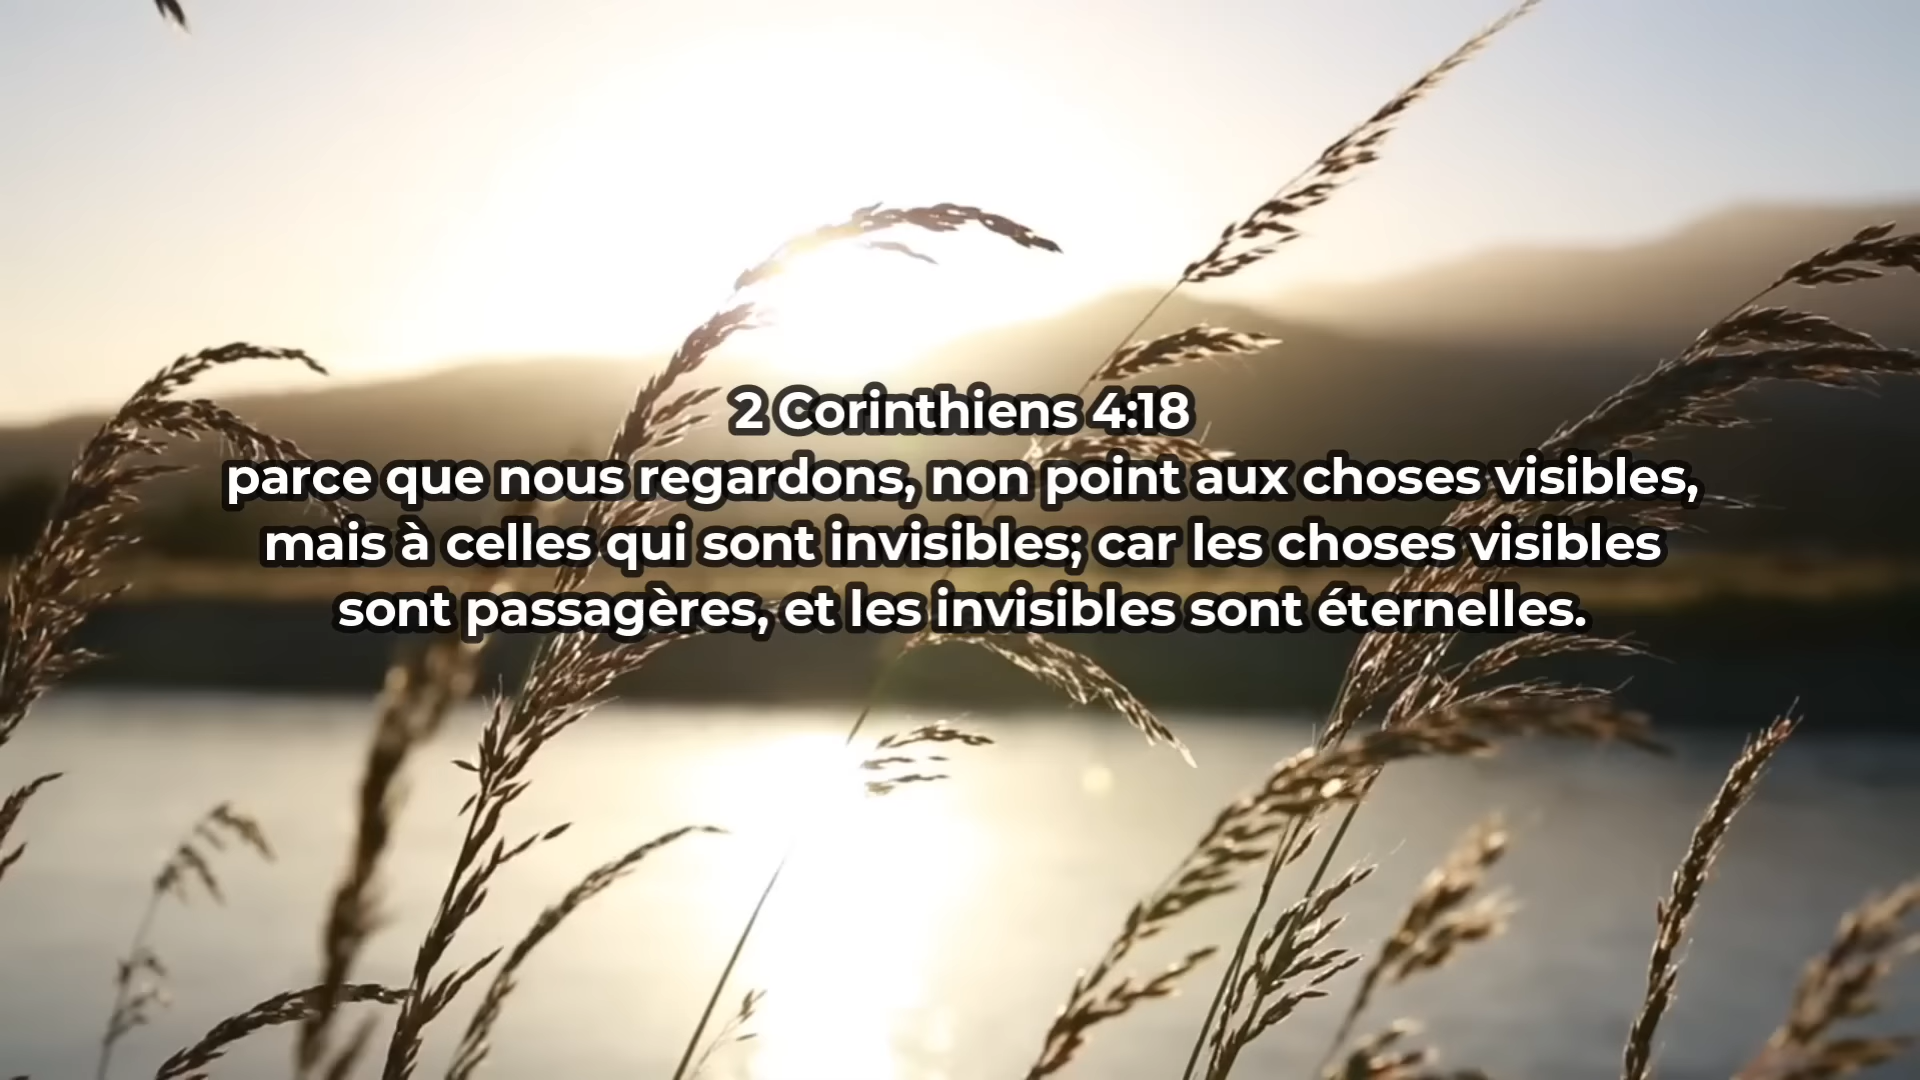 2 Corinthiens 4:18
parce que nous regardons, non point aux choses visibles,
mais à celles qui sont invisibles; car les choses visibles
sont passagères, et les invisibles sont éternelles.